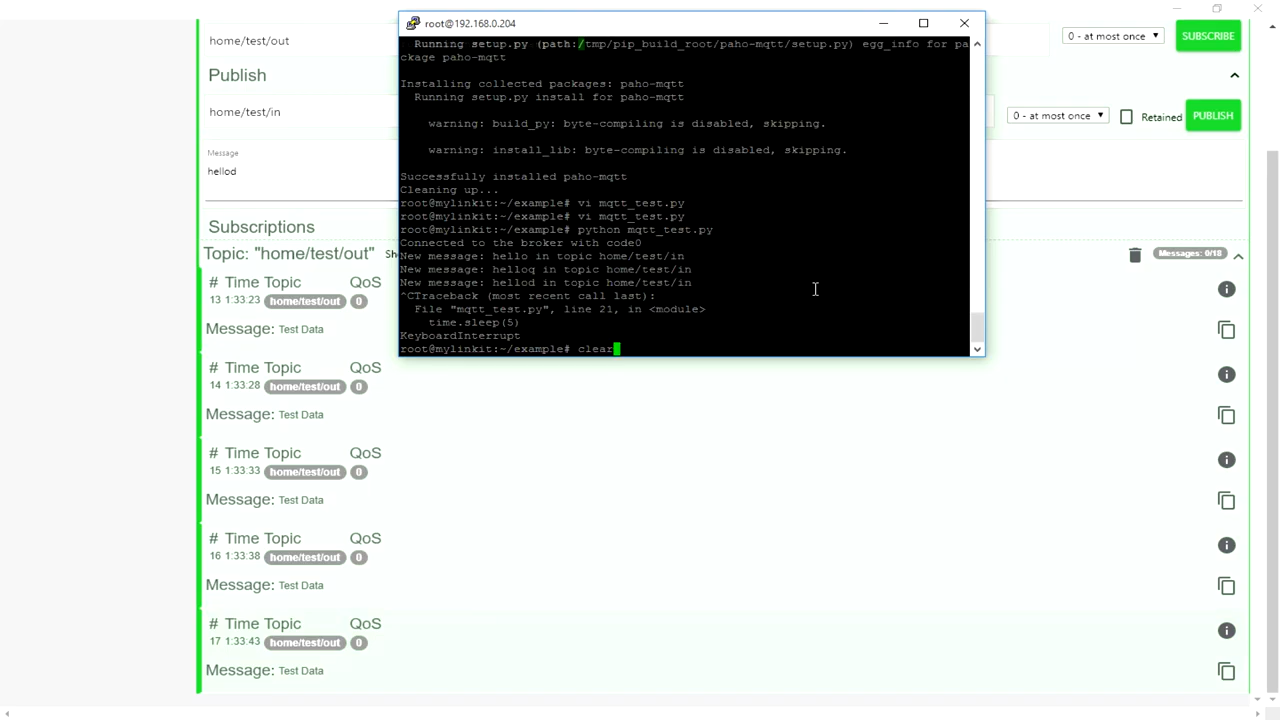 root@192.168.0.204
Running setup.py (path:/tmp/pip_build_root/paho-mqtt/setup.py) egg_info for pa
ckage paho-mqtt
Installing collected packages: paho-mqtt
Running setup.py install for paho-mqtt
warning: build_py: byte-compiling is disabled, skipping.
warning: install_lib: byte-compiling is disabled, skipping.
Successfully installed paho-mqtt
Cleaning up...
root@mylinkit:~/example# vi mqtt_test.py
root@mylinkit:~/example# vi mqtt_test.py
root@mylinkit:~/example# python mqtt_test.py
Connected to the broker with code0
New message: hello in topic home/test/in
New message: helloq in topic home/test/in
New message: hellod in topic home/test/in
^CTraceback (most recent call last):
File "mqtt_test.py", line 21, in <module>
time.sleep(5)
KeyboardInterrupt
root@mylinkit:~/example# clear
home/test/out
0 - at most once
SUBSCRIBE
Publish
home/test/in
0 - at most once
Retained
PUBLISH
Message
hellod
Subscriptions
Topic: "home/test/out"
Messages: 0/18
# Time Topic QoS
13 1:33:23 home/test/out 0
Message: Test Data
# Time Topic QoS
14 1:33:28 home/test/out 0
Message: Test Data
# Time Topic QoS
15 1:33:33 home/test/out 0
Message: Test Data
# Time Topic QoS
16 1:33:38 home/test/out 0
Message: Test Data
# Time Topic QoS
17 1:33:43 home/test/out 0
Message: Test Data